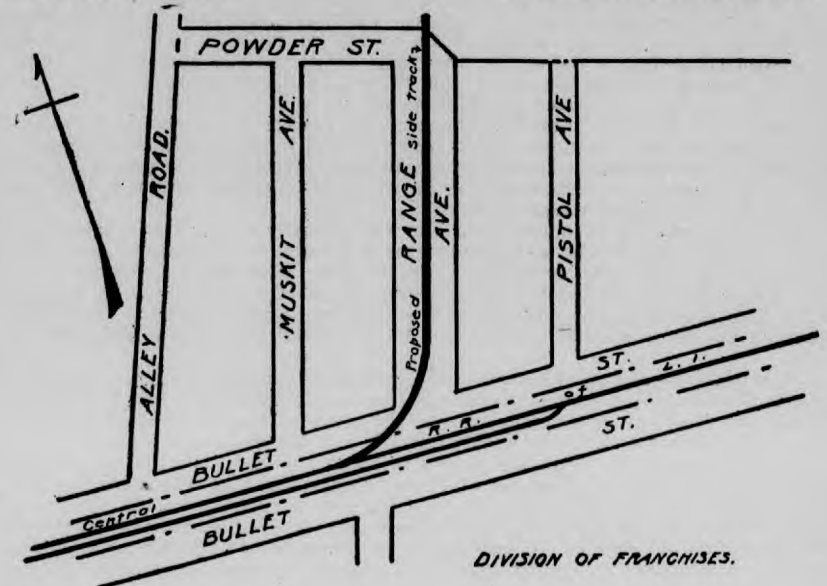 POWDER ST.
ALLEY ROAD.
MUSKIT AVE.
Proposed side track
RANGE AVE.
PISTOL AVE
BULLET ST.
Central R. R. of L. I.
BULLET ST.
DIVISION OF FRANCHISES.